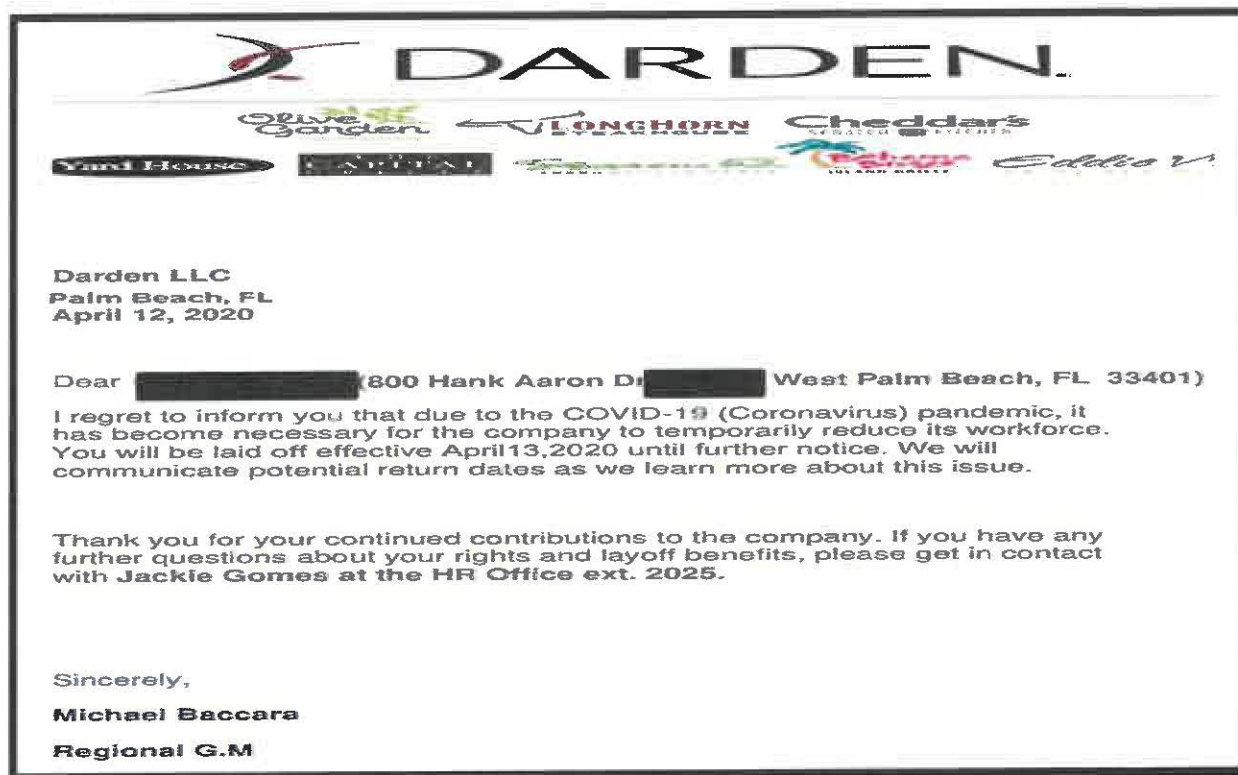 DARDEN
Olive Garden LONGHORN STEAKHOUSE Cheddar's
Yard House CAPITAL Eddie V
Darden LLC
Palm Beach, FL
April 12, 2020
Dear (800 Hank Aaron Dr West Palm Beach, FL 33401)
I regret to inform you that due to the COVID-19 (Coronavirus) pandemic, it
has become necessary for the company to temporarily reduce its workforce.
You will be laid off effective April13,2020 until further notice. We will
communicate potential return dates as we learn more about this issue.
Thank you for your continued contributions to the company. If you have any
further questions about your rights and layoff benefits, please get in contact
with Jackie Gomes at the HR Office ext. 2025.
Sincerely,
Michael Baccara
Regional G.M